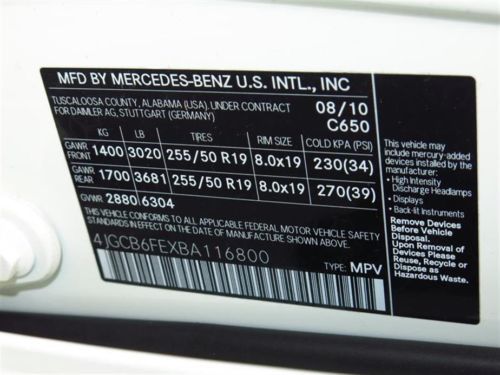 MFD BY MERCEDES-BENZ U.S. INTL., INC
TUSCALOOSA COUNTY, ALABAMA (USA). UNDER CONTRACT
FOR DAIMLER AG, STUTTGART (GERMANY)
08/10
C650
KG LB TIRES RIM SIZE COLD KPA (PSI)
GAWR FRONT 1400 3020 255/50 R19 8.0x19 230(34)
GAWR REAR 1700 3681 255/50 R19 8.0x19 270(39)
GVWR 2880 6304
THIS VEHICLE CONFORMS TO ALL APPLICABLE FEDERAL MOTOR VEHICLE
SAFETY STANDARDS IN EFFECT ON THE DATE OF MANUFACTURE SHOWN ABOVE.
4JGCB6FEXBA116800
TYPE: MPV
This vehicle may
include mercury-added
devices installed by the
manufacturer:
• High Intensity
Discharge Headlamps
• Displays
• Back-lit Instruments
Remove Devices
Before Vehicle Disposal.
Upon Removal of
Devices Please
Reuse, Recycle or
Dispose as
Hazardous Waste.